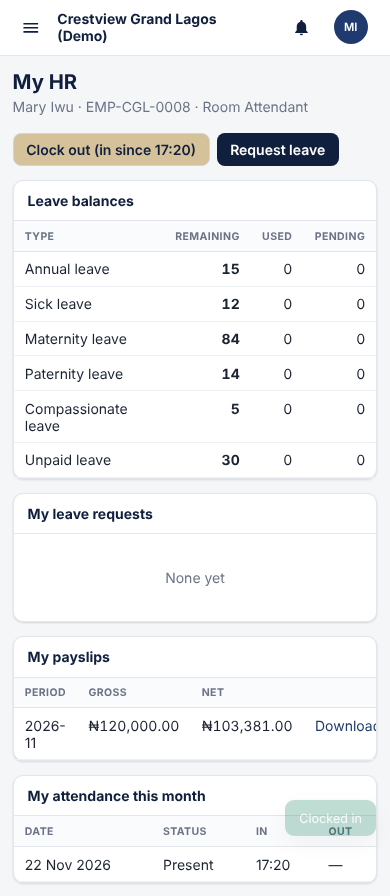 Crestview Grand Lagos
(Demo)
MI
My HR
Mary Iwu · EMP-CGL-0008 · Room Attendant
Clock out (in since 17:20)
Request leave
Leave balances
TYPE REMAINING USED PENDING
Annual leave 15 0 0
Sick leave 12 0 0
Maternity leave 84 0 0
Paternity leave 14 0 0
Compassionate
leave 5 0 0
Unpaid leave 30 0 0
My leave requests
None yet
My payslips
PERIOD GROSS NET
2026-
11 ₦120,000.00 ₦103,381.00 Downloa
My attendance this month
Clocked in
DATE STATUS IN OUT
22 Nov 2026 Present 17:20 —